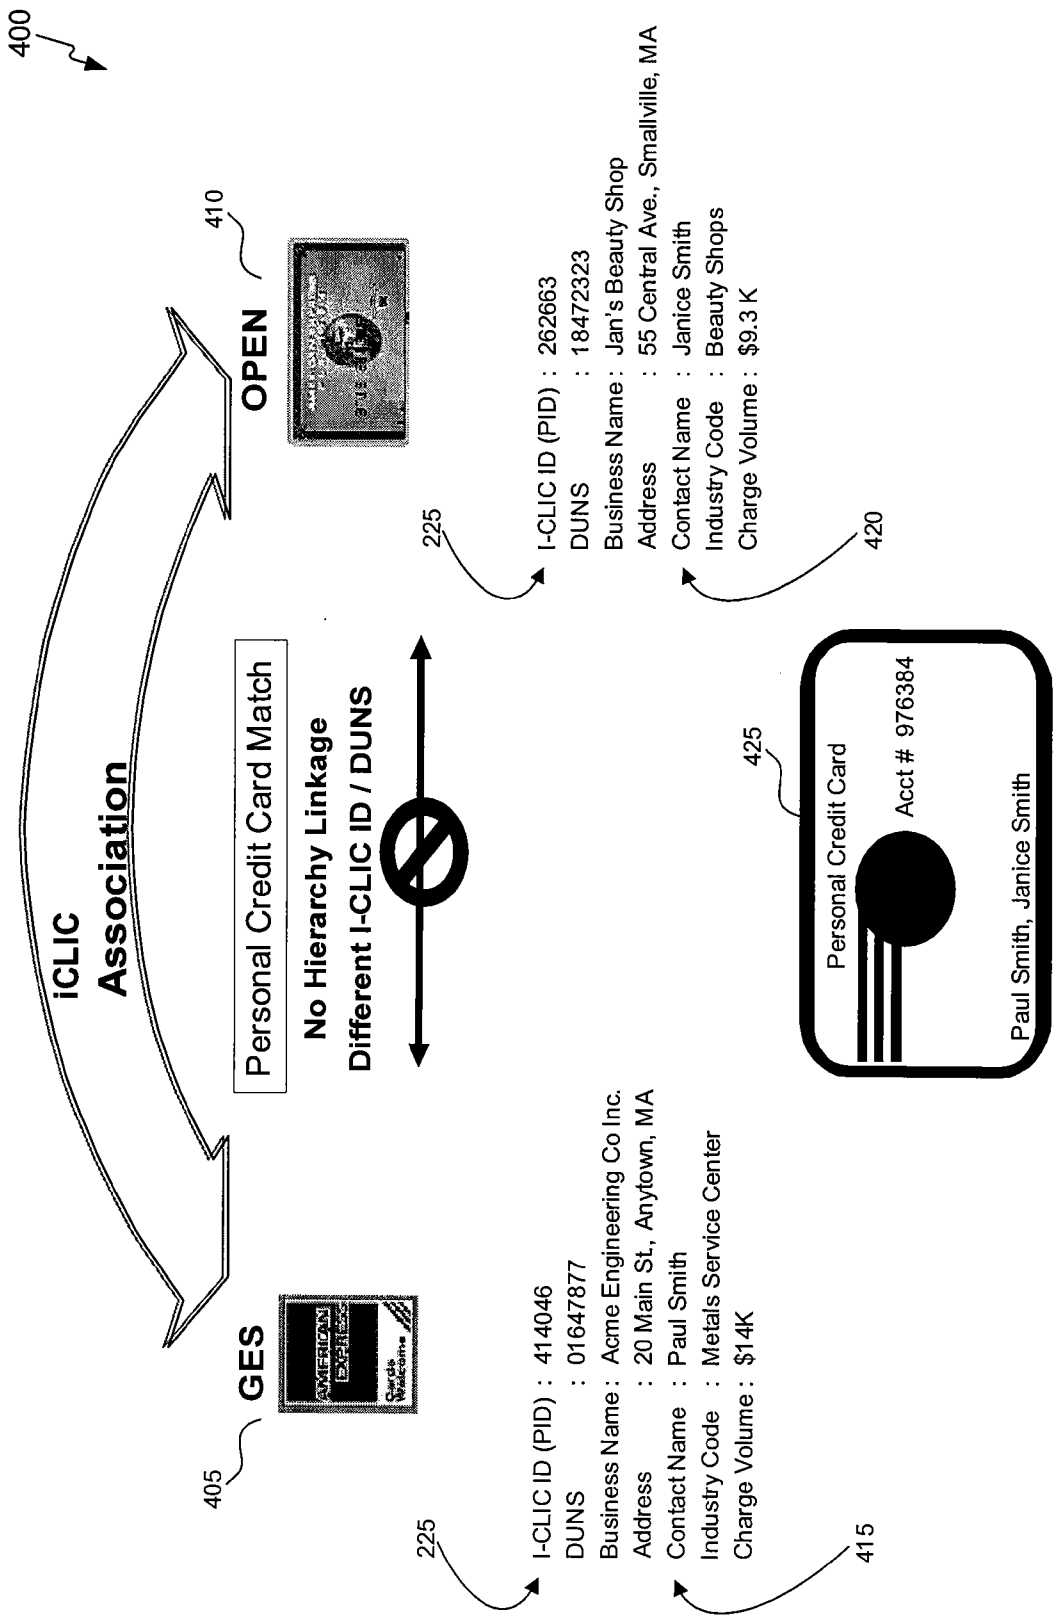 400
iCLIC
Association
GES
405
OPEN
410
AMERICAN
EXPRESS
Cards
Welcome
Personal Credit Card Match
No Hierarchy Linkage
Different I-CLIC ID / DUNS
225
I-CLIC ID (PID) : 414046
DUNS : 01647877
Business Name : Acme Engineering Co Inc.
Address : 20 Main St., Anytown, MA
Contact Name : Paul Smith
Industry Code : Metals Service Center
Charge Volume : $14K
415
225
I-CLIC ID (PID) : 262663
DUNS : 18472323
Business Name : Jan's Beauty Shop
Address : 55 Central Ave., Smallville, MA
Contact Name : Janice Smith
Industry Code : Beauty Shops
Charge Volume : $9.3 K
420
425
Personal Credit Card
Acct # 976384
Paul Smith, Janice Smith